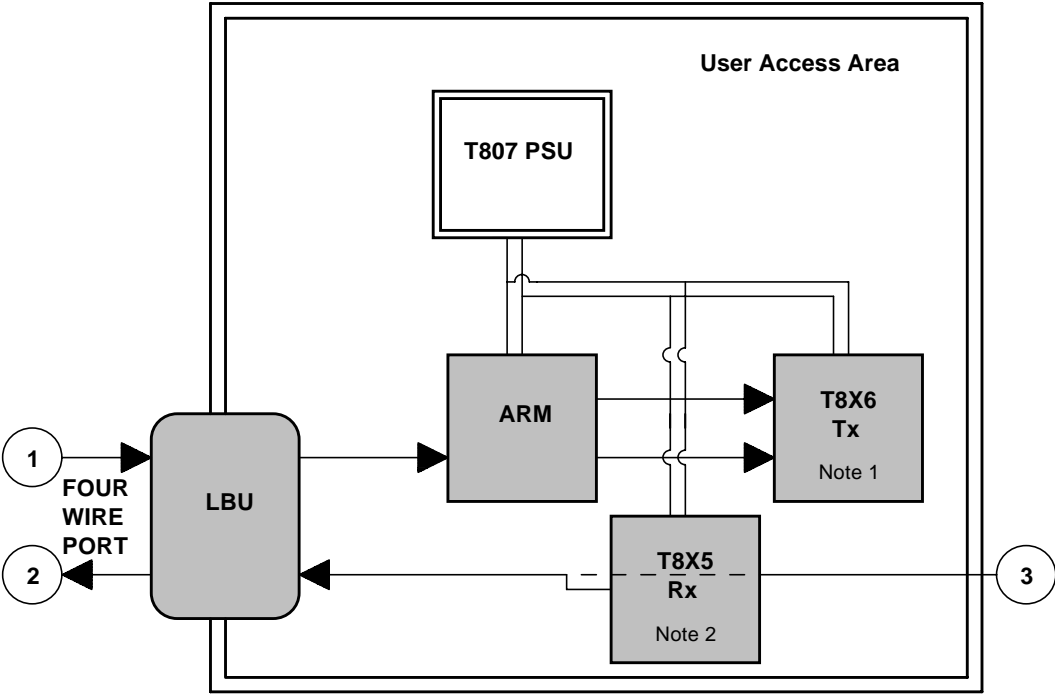 User Access Area
T807 PSU
ARM
T8X6
Tx
Note 1
1
FOUR
WIRE
PORT
LBU
2
T8X5
Rx
Note 2
3